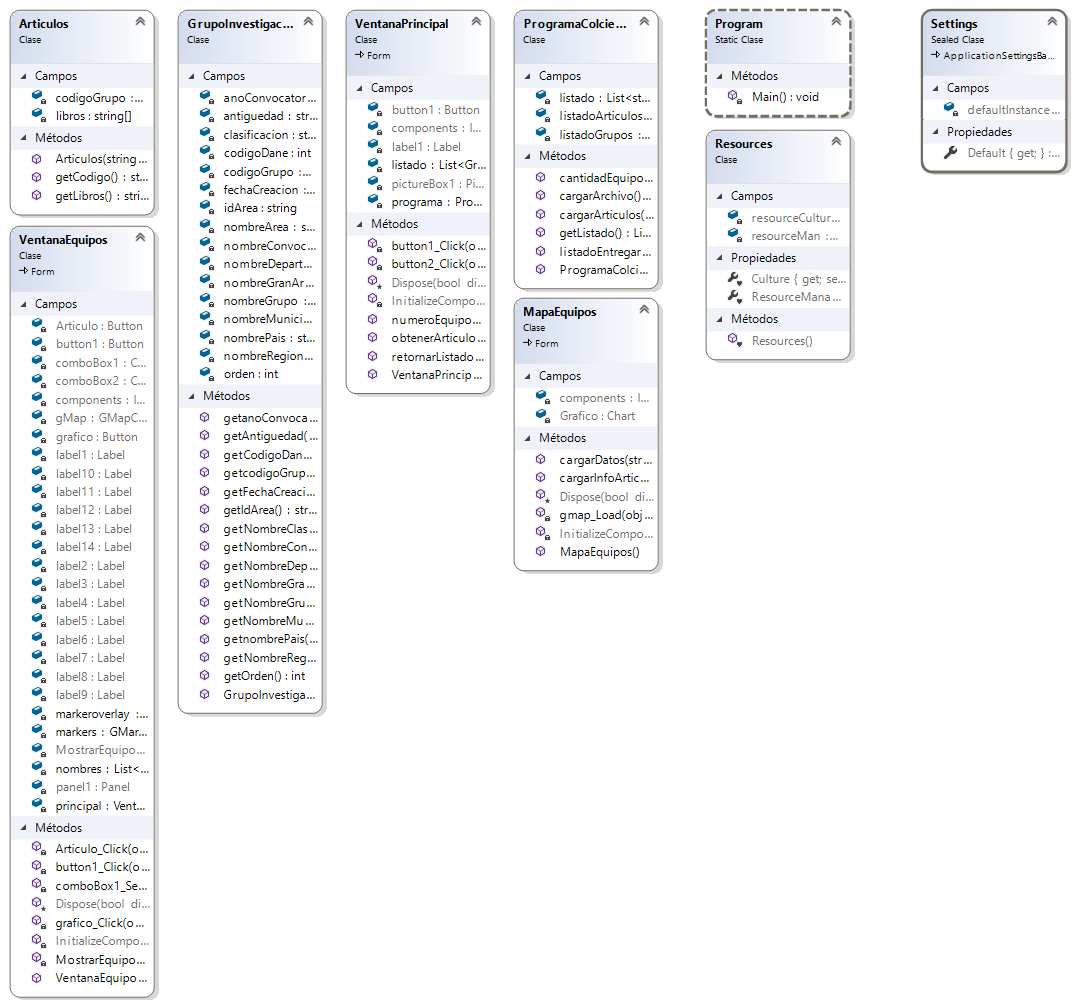 Articulos
Clase
Campos
codigoGrupo :...
libros : string[]
Métodos
Articulos(string ...
getCodigo() : st...
getLibros() : stri...
VentanaEquipos
Clase
Form
Campos
Articulo : Button
button1 : Button
comboBox1 : C...
comboBox2 : C...
components : I...
gMap : GMapC...
grafico : Button
label1 : Label
label10 : Label
label11 : Label
label12 : Label
label13 : Label
label14 : Label
label2 : Label
label3 : Label
label4 : Label
label5 : Label
label6 : Label
label7 : Label
label8 : Label
label9 : Label
markeroverlay :...
markers : GMar...
MostrarEquipo...
nombres : List<...
panel1 : Panel
principal : Vent...
Métodos
Articulo_Click(o...
button1_Click(o...
comboBox1_Se...
Dispose(bool di...
grafico_Click(o...
InitializeCompo...
MostrarEquipo...
VentanaEquipo...
GrupoInvestigac...
Clase
Campos
anoConvocator...
antiguedad : str...
clasificacion : st...
codigoDane : int
codigoGrupo :...
fechaCreacion :...
idArea : string
nombreArea : s...
nombreConvoc...
nombreDepart...
nombreGranAr...
nombreGrupo :...
nombreMunici...
nombrePais : st...
nombreRegion...
orden : int
Métodos
getanoConvoca...
getAntiguedad(...
getCodigoDan...
getcodigoGrup...
getFechaCreaci...
getIdArea() : str...
getNombreClas...
getNombreCon...
getNombreDep...
getNombreGra...
getNombreGru...
getNombreMu...
getnombrePais(...
getNombreReg...
getOrden() : int
GrupoInvestiga...
VentanaPrincipal
Clase
Form
Campos
button1 : Button
components : I...
label1 : Label
listado : List<Gr...
pictureBox1 : Pi...
programa : Pro...
Métodos
button1_Click(o...
button2_Click(o...
Dispose(bool di...
InitializeCompo...
numeroEquipo...
obtenerArticulo...
retornarListado...
VentanaPrincip...
ProgramaColcie...
Clase
Campos
listado : List<st...
listadoArticulos...
listadoGrupos :...
Métodos
cantidadEquipo...
cargarArchivo()...
cargarArticulos(...
getListado() : Li...
listadoEntregar...
ProgramaColci...
MapaEquipos
Clase
Form
Campos
components : I...
Grafico : Chart
Métodos
cargarDatos(str...
cargarInfoArtic...
Dispose(bool di...
gmap_Load(obj...
InitializeCompo...
MapaEquipos()
Program
Static Clase
Métodos
Main() : void
Resources
Clase
Campos
resourceCultur...
resourceMan :...
Propiedades
Culture { get; se...
ResourceMana...
Métodos
Resources()
Settings
Sealed Clase
ApplicationSettingsBa...
Campos
defaultInstance...
Propiedades
Default { get; } :...